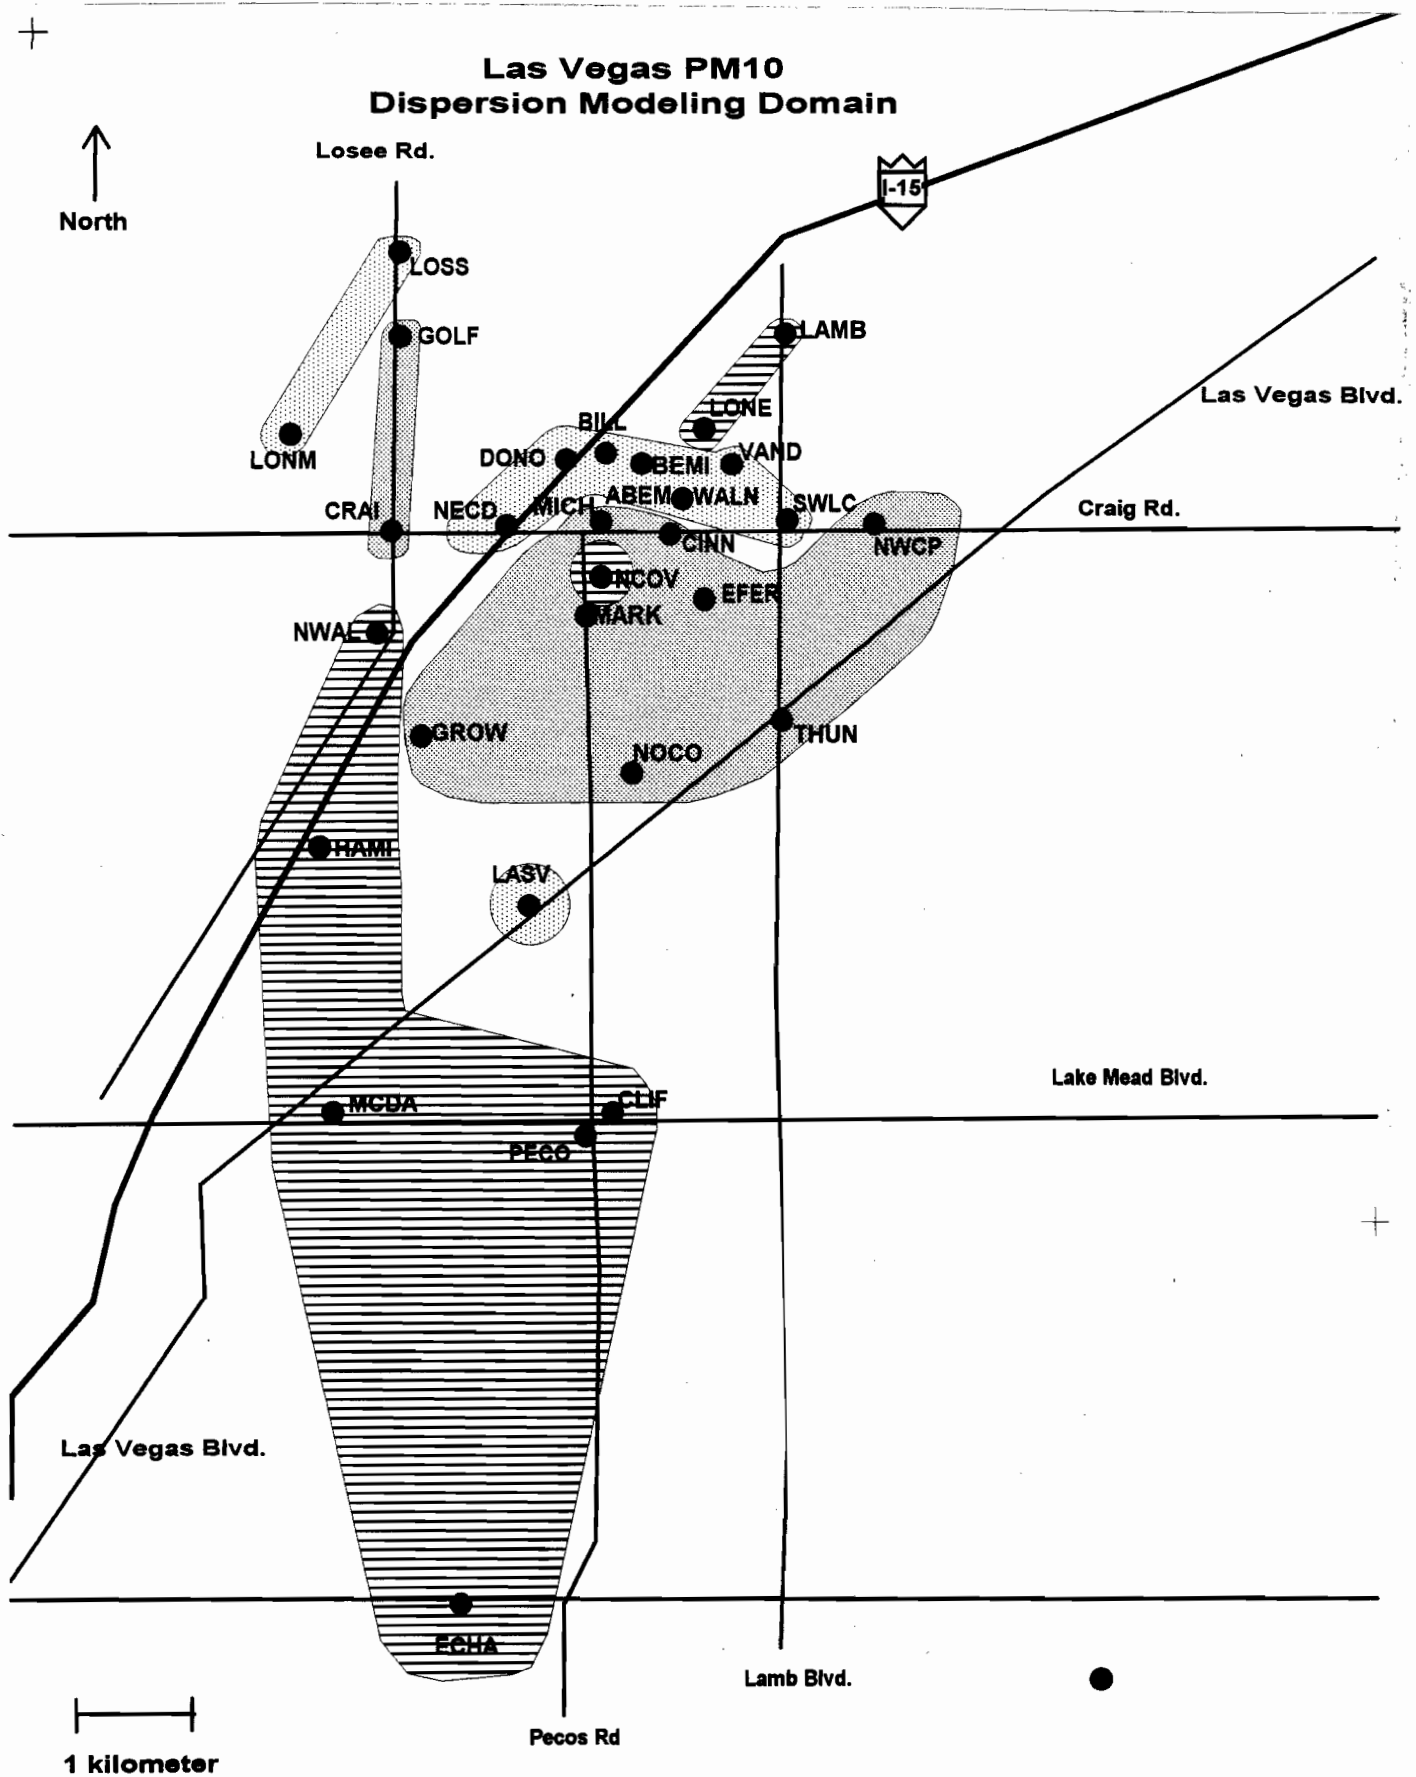 Las Vegas PM10
Dispersion Modeling Domain
Losee Rd.
I-15
North
LOSS
GOLF
LAMB
Las Vegas Blvd.
LONE
BILL
LONM
DONO
BEMI
VAND
ABEM
WALN
CRAI
NECD
MICH
SWLC
Craig Rd.
CINN
NWCP
NCOV
EFER
MARK
NWAL
GROW
THUN
NOCO
HAMI
LASV
Lake Mead Blvd.
MCDA
CLIF
PECO
Las Vegas Blvd.
ECHA
Lamb Blvd.
Pecos Rd
1 kilometer